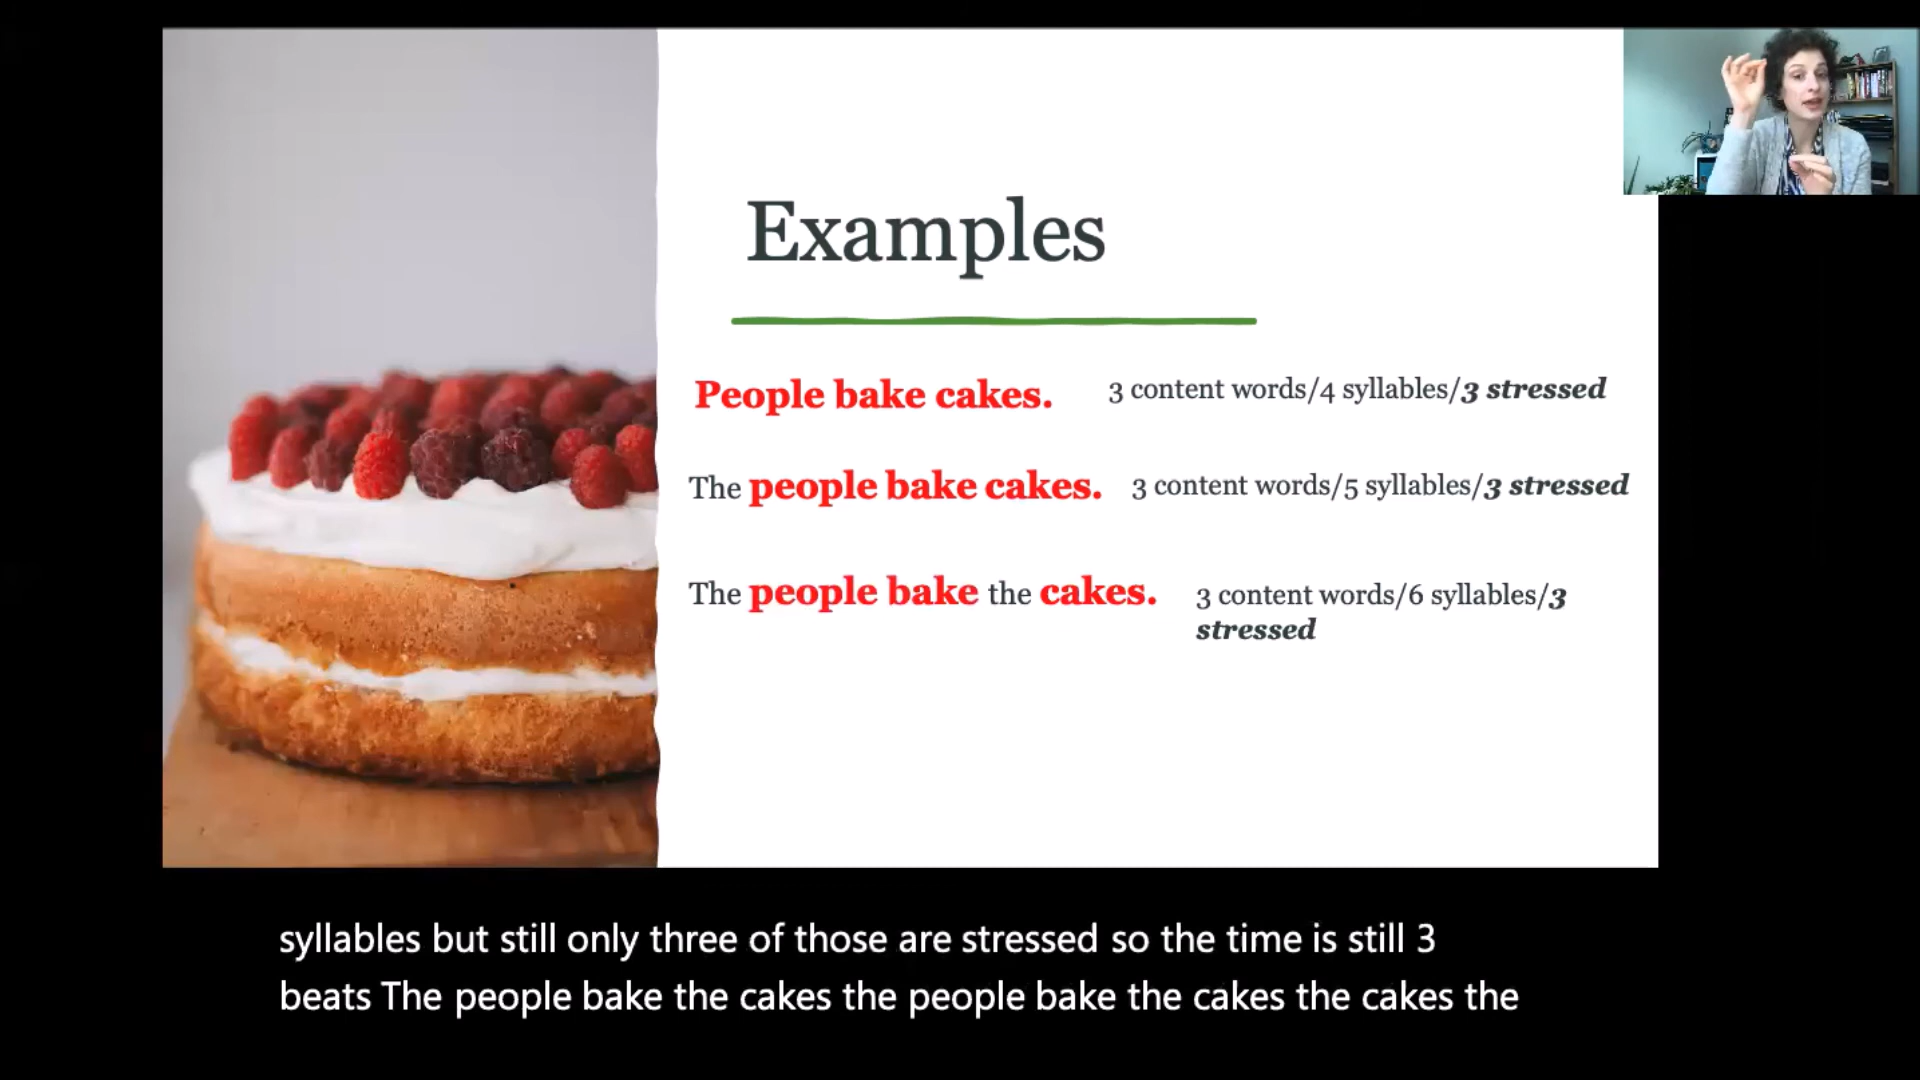 Examples
People bake cakes. 3 content words/4 syllables/3 stressed
The people bake cakes. 3 content words/5 syllables/3 stressed
The people bake the cakes. 3 content words/6 syllables/3
stressed
syllables but still only three of those are stressed so the time is still 3
beats The people bake the cakes the people bake the cakes the cakes the